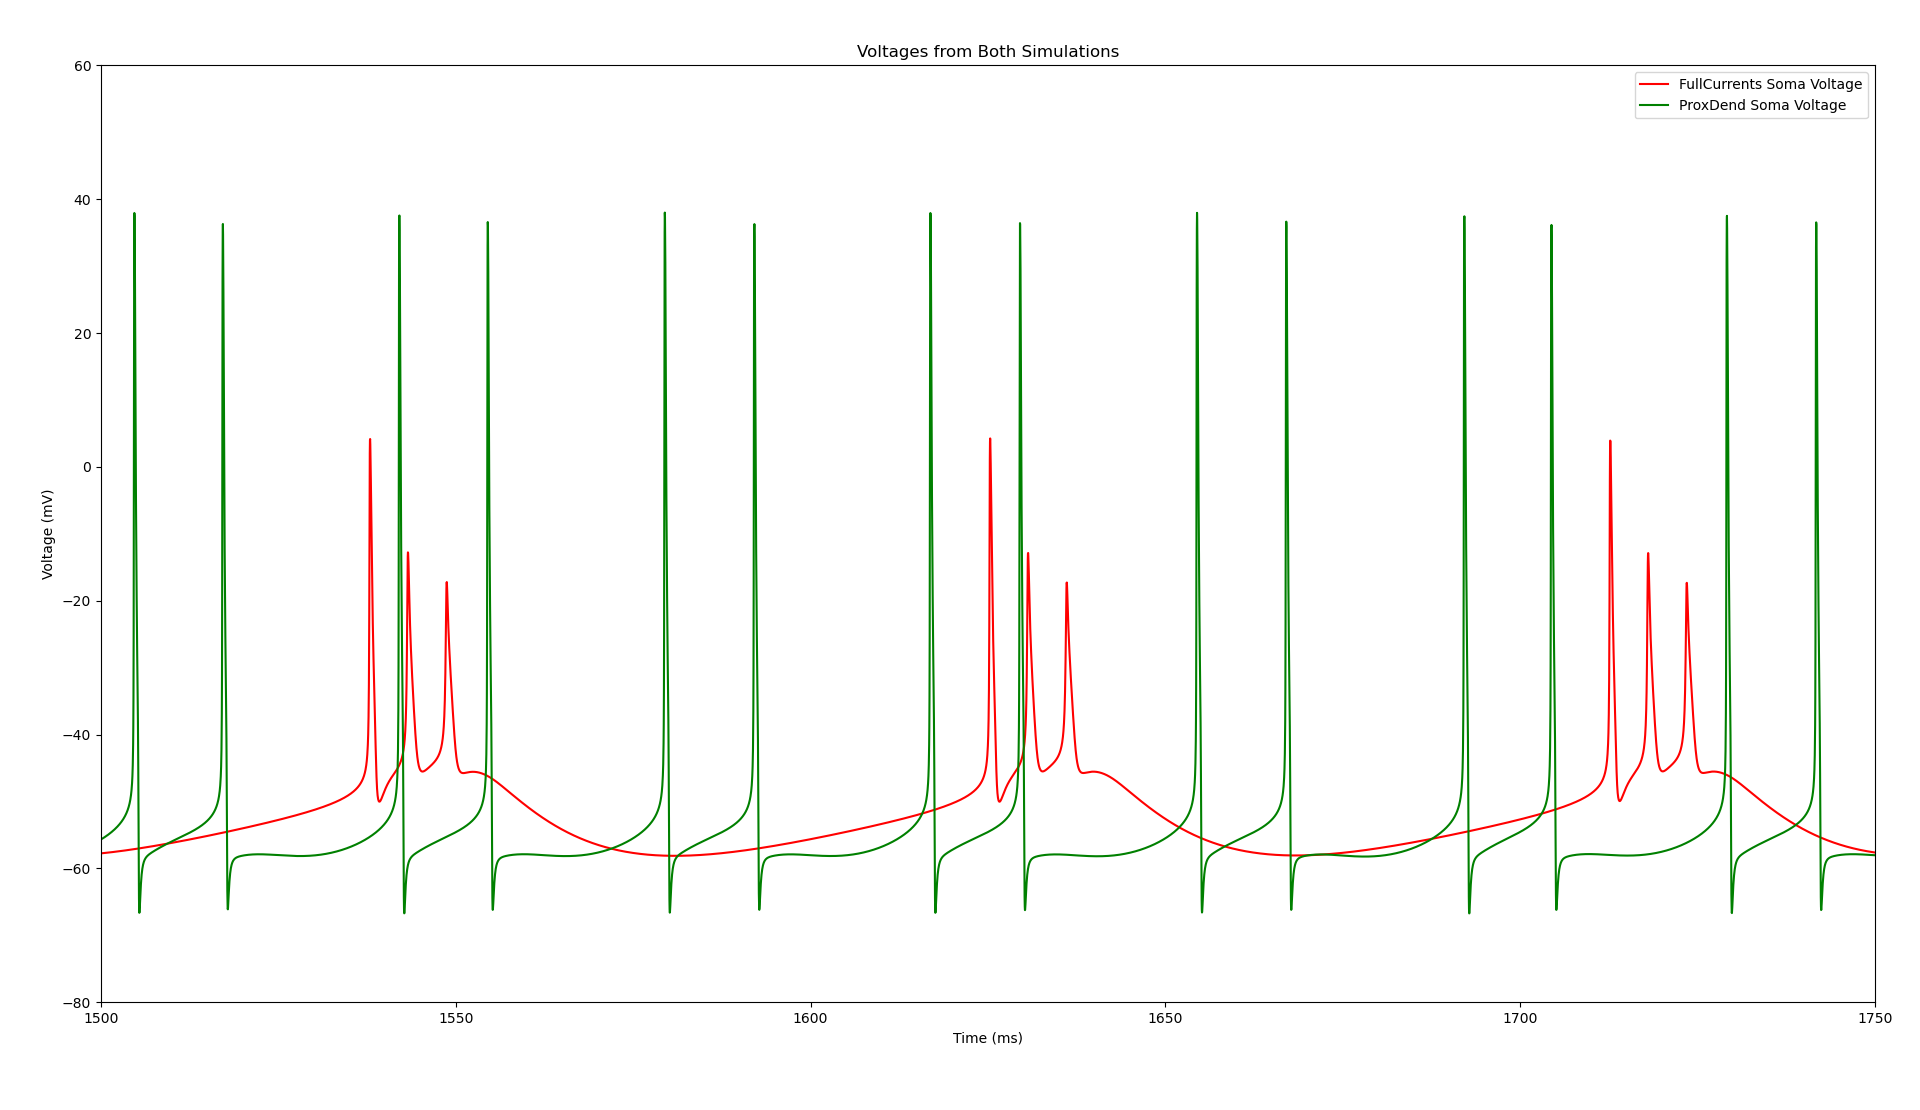 Voltages from Both Simulations
FullCurrents Soma Voltage
ProxDend Soma Voltage
Voltage (mV)
60
40
20
0
−20
−40
−60
−80
1500
1550
1600
1650
1700
1750
Time (ms)